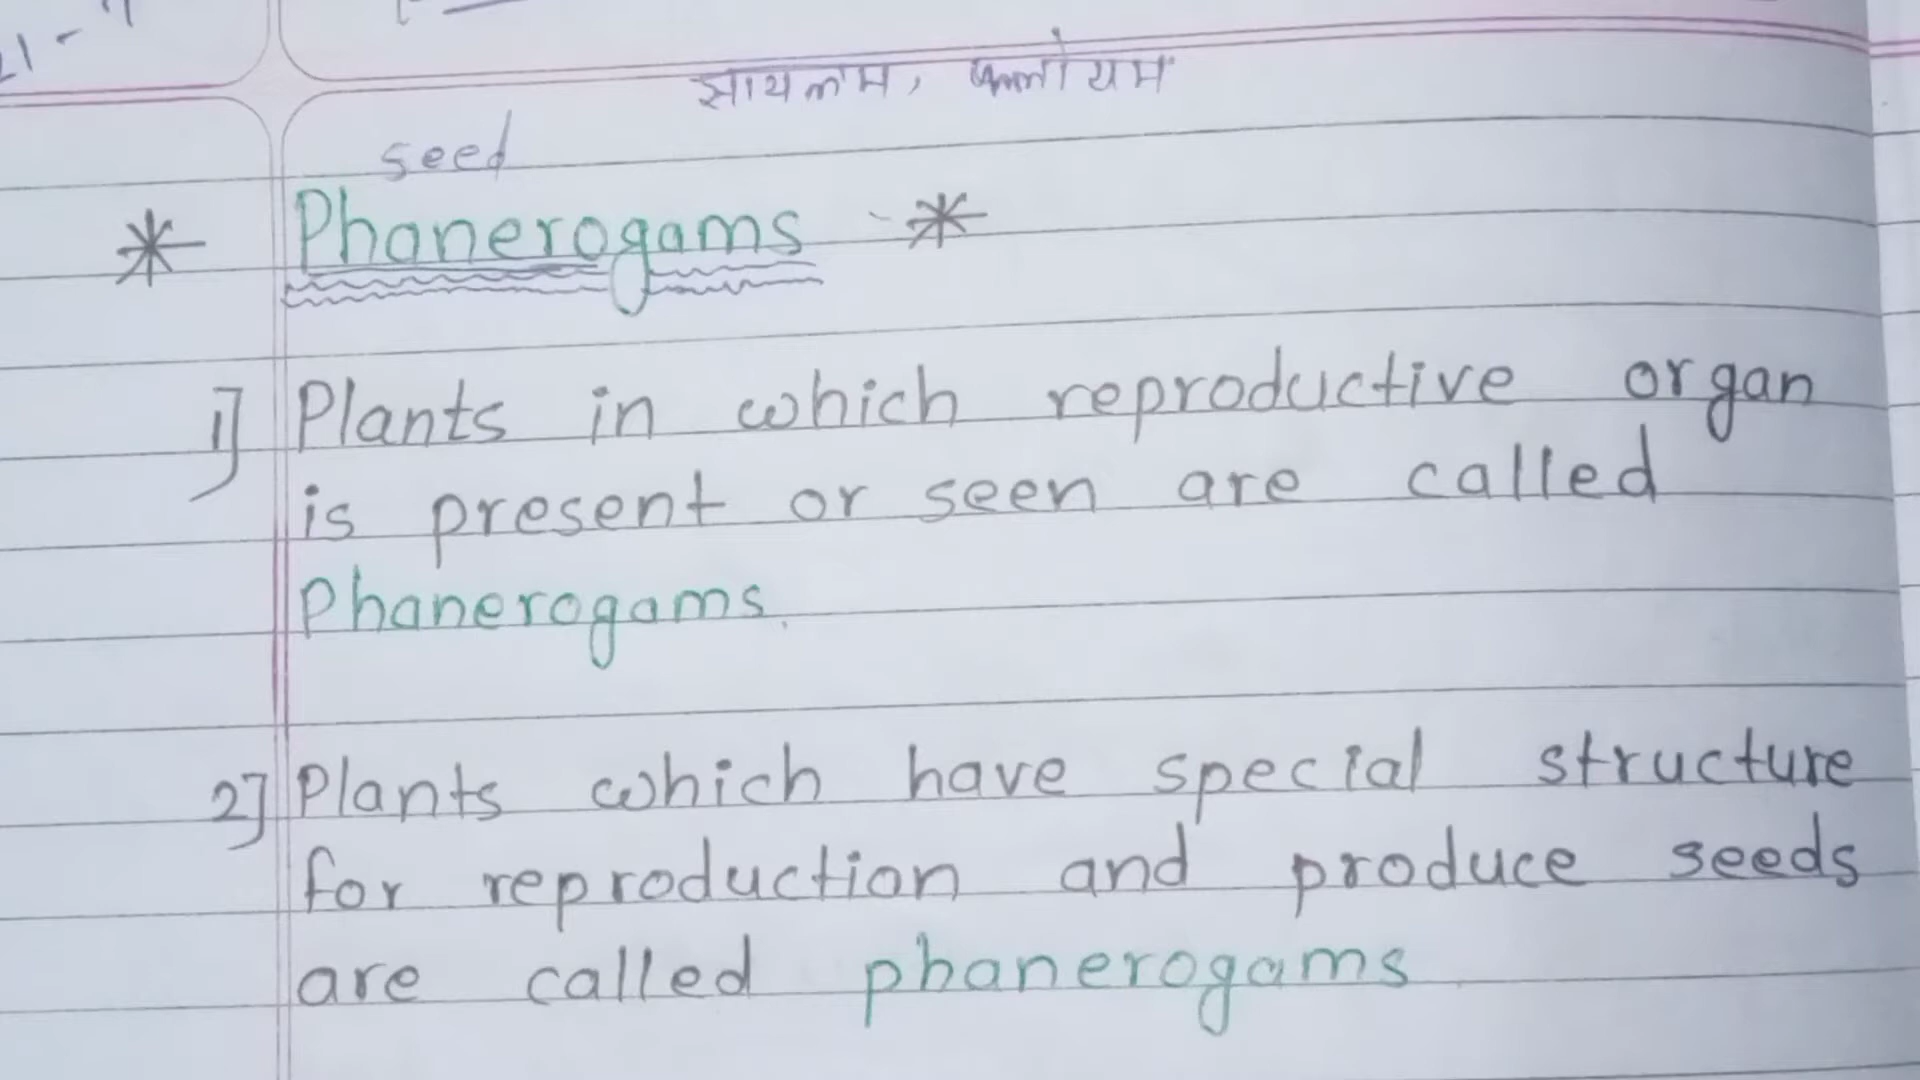 झायलम, फ्लोयम
seed
* Phanerogams *
1] Plants in which reproductive organ
is present or seen are called
Phanerogams.
2] Plants which have special structure
for reproduction and produce seeds
are called phanerogams